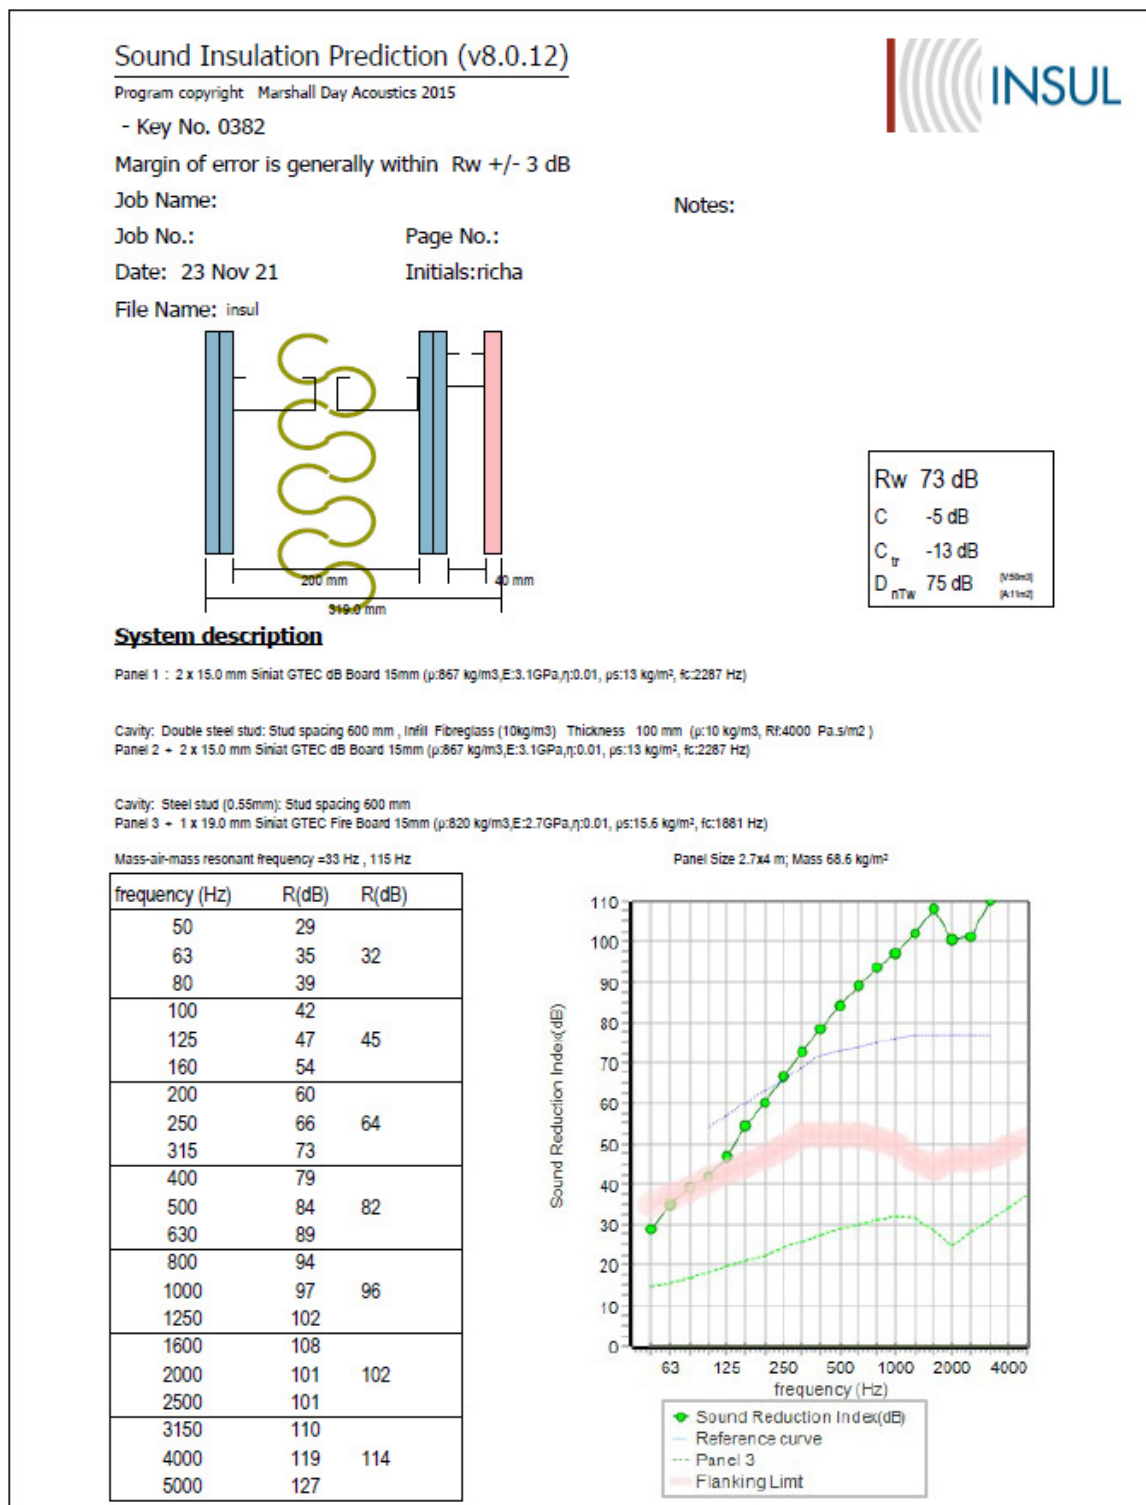 Sound Insulation Prediction (v8.0.12)
INSUL
Program copyright Marshall Day Acoustics 2015
- Key No. 0382
Margin of error is generally within Rw +/- 3 dB
Job Name:
Notes:
Job No.: Page No.:
Date: 23 Nov 21 Initials:richa
File Name: insul
200 mm 40 mm
319.0 mm
Rw 73 dB
C -5 dB
Ctr -13 dB
DnTw 75 dB [V:50m3]
[A:11m2]
System description
Panel 1 : 2 x 15.0 mm Siniat GTEC dB Board 15mm (ρ:867 kg/m3,E:3.1GPa,η:0.01, ρs:13 kg/m², fc:2287 Hz)
Cavity: Double steel stud: Stud spacing 600 mm , Infill Fibreglass (10kg/m3) Thickness 100 mm (ρ:10 kg/m3, Rf:4000 Pa.s/m2 )
Panel 2 + 2 x 15.0 mm Siniat GTEC dB Board 15mm (ρ:867 kg/m3,E:3.1GPa,η:0.01, ρs:13 kg/m², fc:2287 Hz)
Cavity: Steel stud (0.55mm): Stud spacing 600 mm
Panel 3 + 1 x 19.0 mm Siniat GTEC Fire Board 15mm (ρ:820 kg/m3,E:2.7GPa,η:0.01, ρs:15.6 kg/m², fc:1881 Hz)
Mass-air-mass resonant frequency =33 Hz , 115 Hz
Panel Size 2.7x4 m; Mass 68.6 kg/m²
frequency (Hz) R(dB) R(dB)
50 29
63 35 32
80 39
100 42
125 47 45
160 54
200 60
250 66 64
315 73
400 79
500 84 82
630 89
800 94
1000 97 96
1250 102
1600 108
2000 101 102
2500 101
3150 110
4000 119 114
5000 127
Sound Reduction Index(dB)
110
100
90
80
70
60
50
40
30
20
10
0
63 125 250 500 1000 2000 4000
frequency (Hz)
Sound Reduction Index(dB)
Reference curve
Panel 3
Flanking Limt